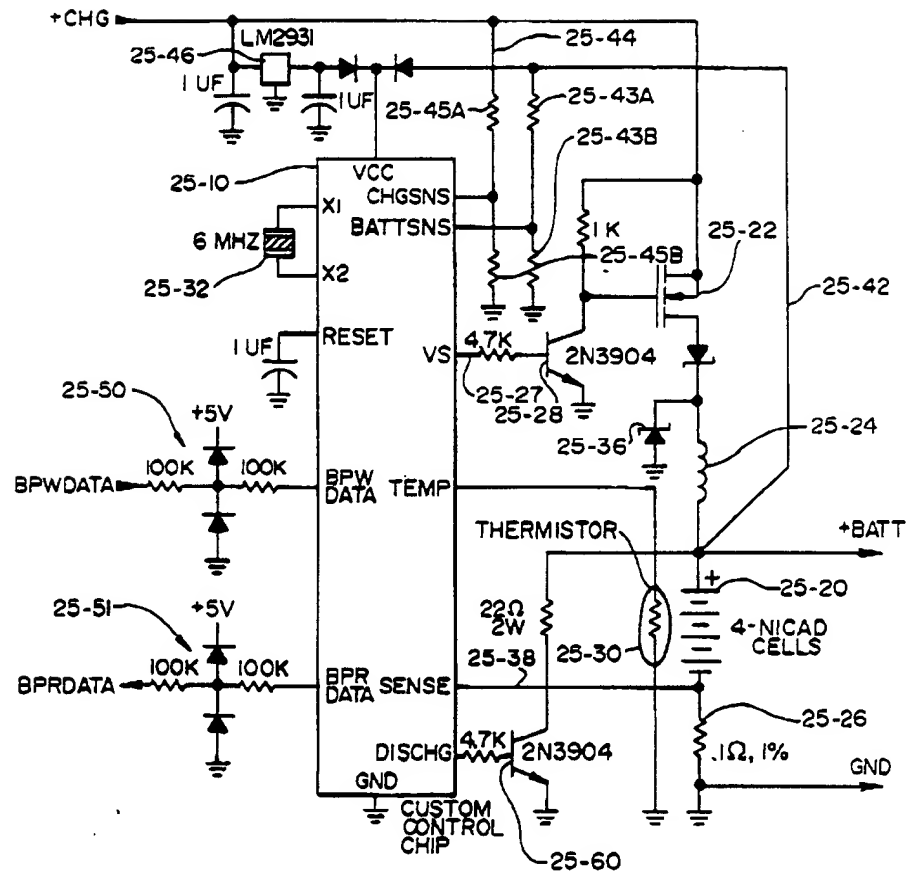 +CHG
LM2931
25-46
25-44
1 UF
1UF
25-45A
25-43A
25-43B
25-10
VCC
CHGSNS
X1
BATTSNS
6 MHZ
1K
25-22
25-45B
25-32
X2
25-42
RESET
1 UF
VS
4.7K
2N3904
25-27
25-28
25-50
+5V
25-36
25-24
100K
100K
BPWDATA
BPW
DATA
TEMP
THERMISTOR
+BATT
25-51
+5V
+
25-20
22Ω
2W
4-NICAD
CELLS
25-30
100K
100K
25-38
BPRDATA
BPR
DATA
SENSE
25-26
4.7K
2N3904
.1Ω, 1%
DISCHG
GND
GND
CUSTOM
CONTROL
CHIP
25-60